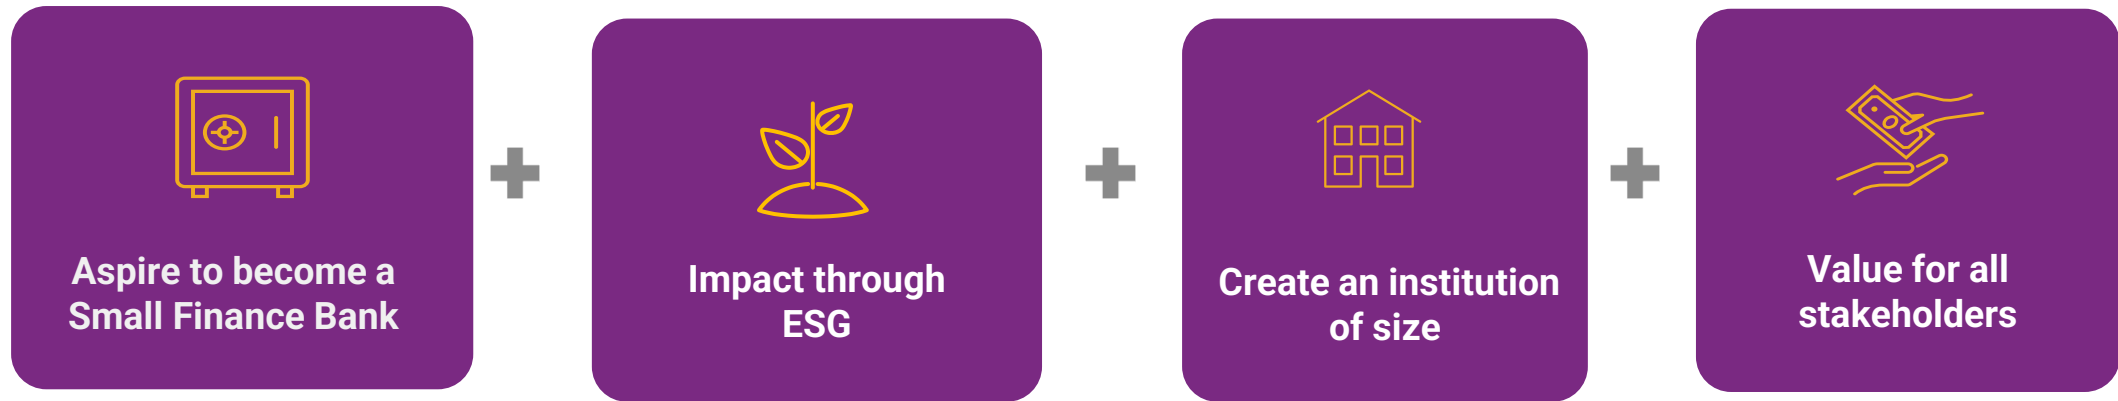 Aspire to become a
Small Finance Bank
Impact through
ESG
Create an institution
of size
Value for all
stakeholders